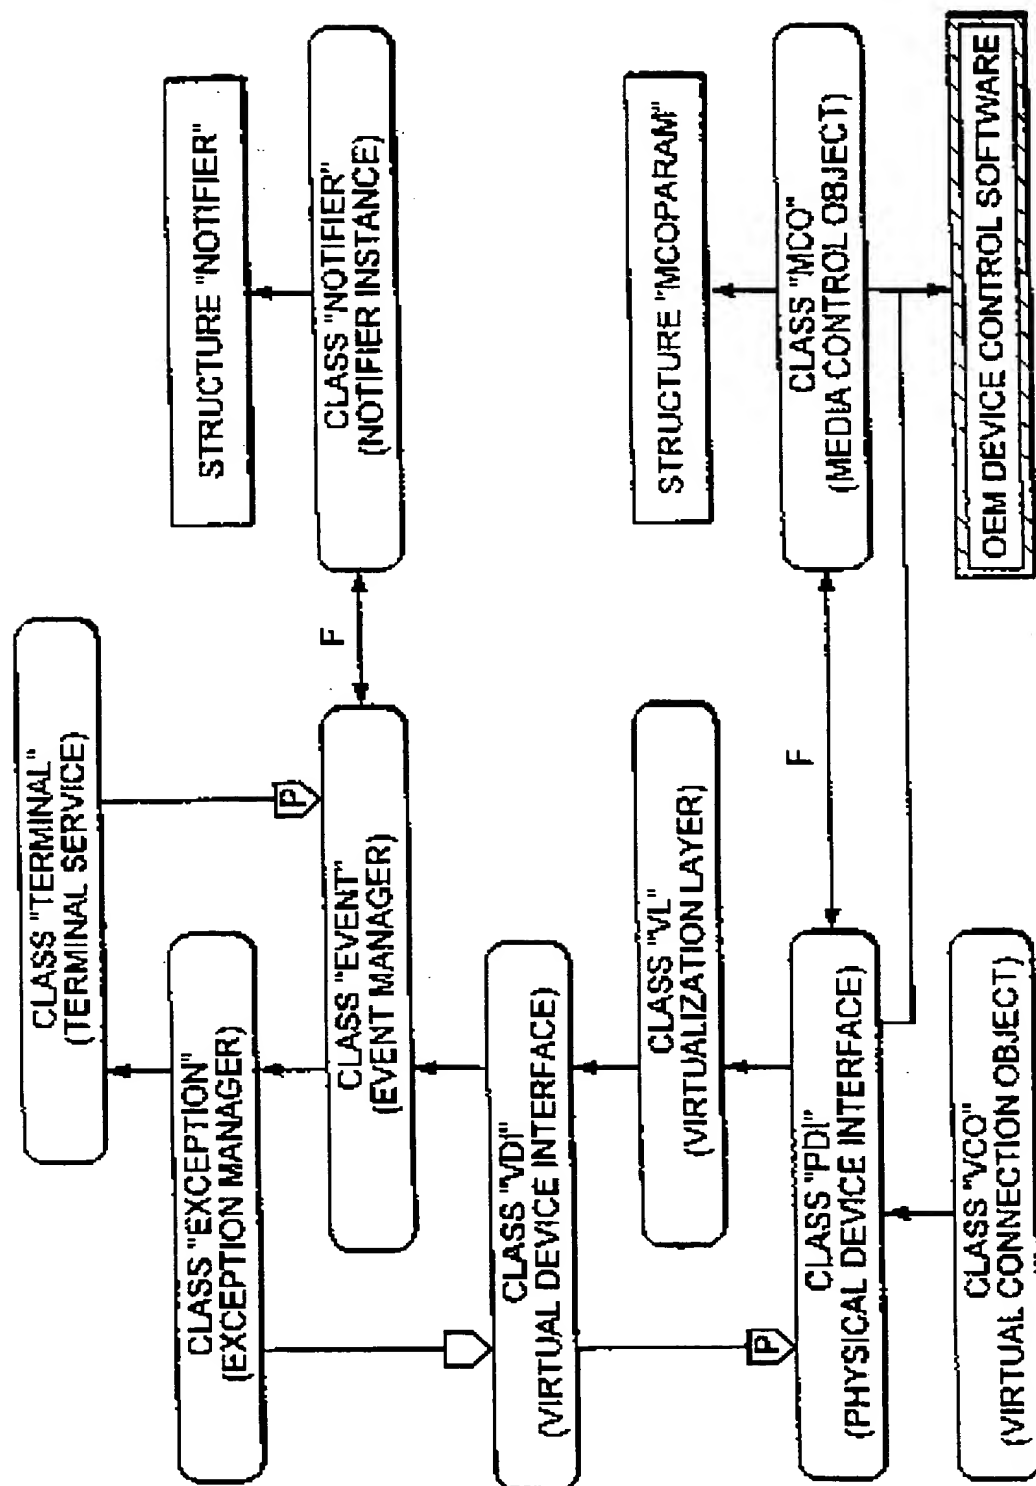 CLASS "TERMINAL"
(TERMINAL SERVICE)
CLASS "EXCEPTION"
(EXCEPTION MANAGER)
STRUCTURE "NOTIFIER"
P
CLASS "EVENT"
(EVENT MANAGER)
F
CLASS "NOTIFIER"
(NOTIFIER INSTANCE)
CLASS "VDI"
(VIRTUAL DEVICE INTERFACE)
CLASS "VL"
(VIRTUALIZATION LAYER)
STRUCTURE "MCOPARAM"
P
CLASS "PDI"
(PHYSICAL DEVICE INTERFACE)
F
CLASS "MCO"
(MEDIA CONTROL OBJECT)
CLASS "VCO"
(VIRTUAL CONNECTION OBJECT)
OEM DEVICE CONTROL SOFTWARE